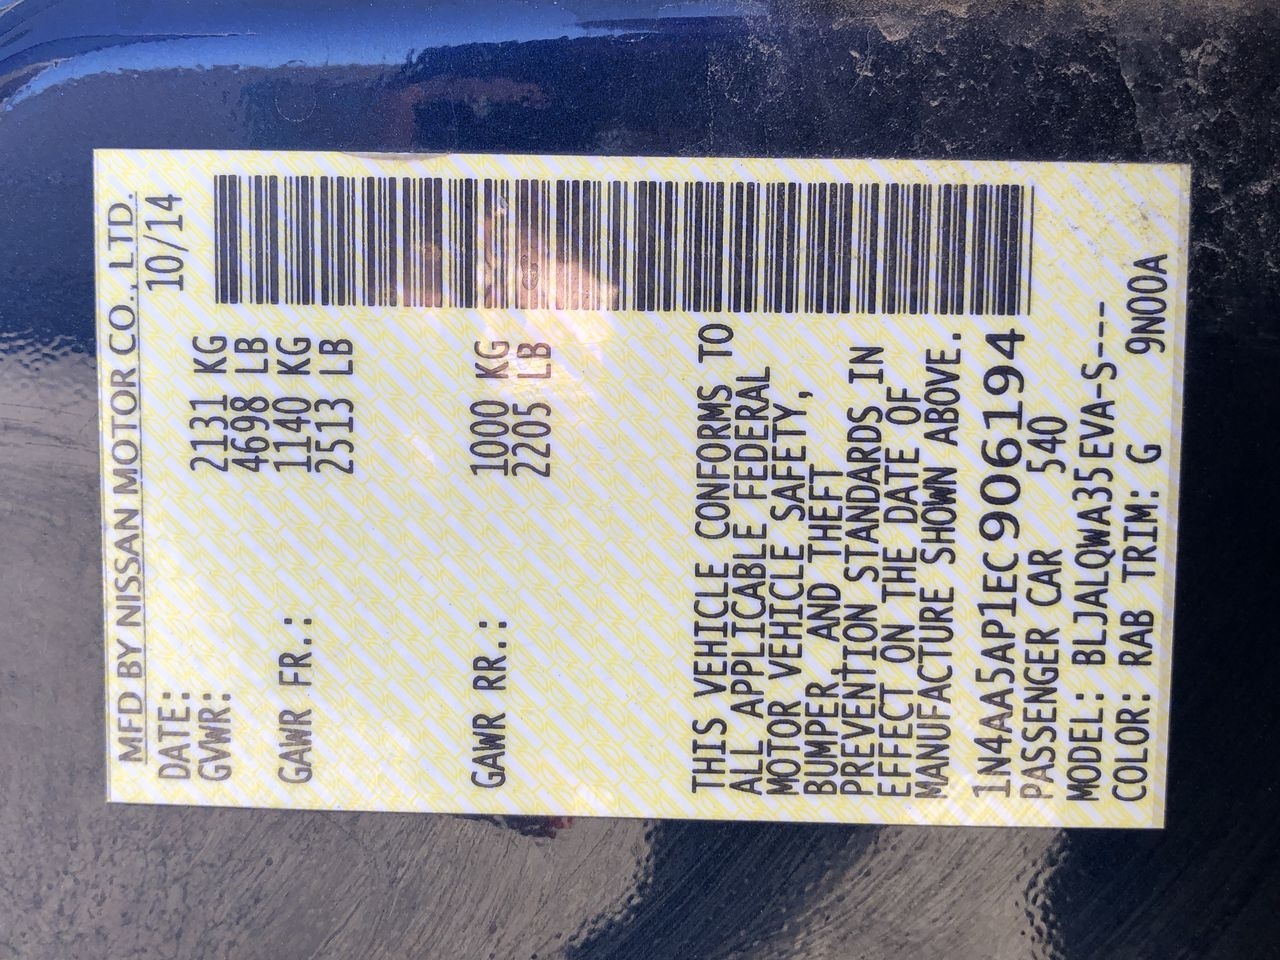 MFD BY NISSAN MOTOR CO., LTD.
DATE: 10/14
GVWR: 2131 KG
4698 LB
GAWR FR.: 1140 KG
2513 LB
GAWR RR.: 1000 KG
2205 LB
THIS VEHICLE CONFORMS TO
ALL APPLICABLE FEDERAL
MOTOR VEHICLE SAFETY,
BUMPER, AND THEFT
PREVENTION STANDARDS IN
EFFECT ON THE DATE OF
MANUFACTURE SHOWN ABOVE.
1N4AA5AP1EC906194
PASSENGER CAR 540
MODEL: BLJALQWA35EVA-S---
COLOR: RAB TRIM: G 9N00A